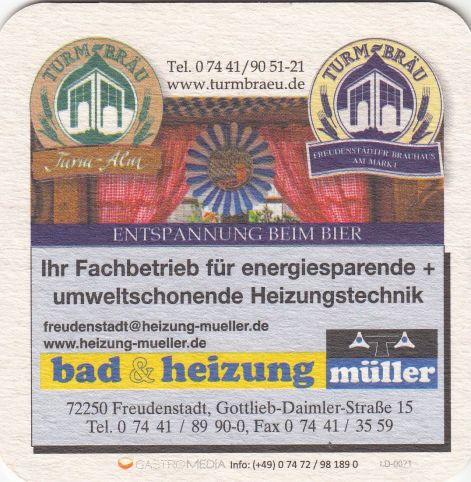 TURM BRÄU
Turm-Alm
Tel. 0 74 41/90 51-21
www.turmbraeu.de
TURM BRÄU
FREUDENSTÄDTER BRAUHAUS
AM MARKT
ENTSPANNUNG BEIM BIER
Ihr Fachbetrieb für energiesparende +
umweltschonende Heizungstechnik
freudenstadt@heizung-mueller.de
www.heizung-mueller.de
bad & heizung müller
72250 Freudenstadt, Gottlieb-Daimler-Straße 15
Tel. 0 74 41 / 89 90-0, Fax 0 74 41 / 35 59
GASTROMEDIA Info: (+49) 0 74 72 / 98 189 0